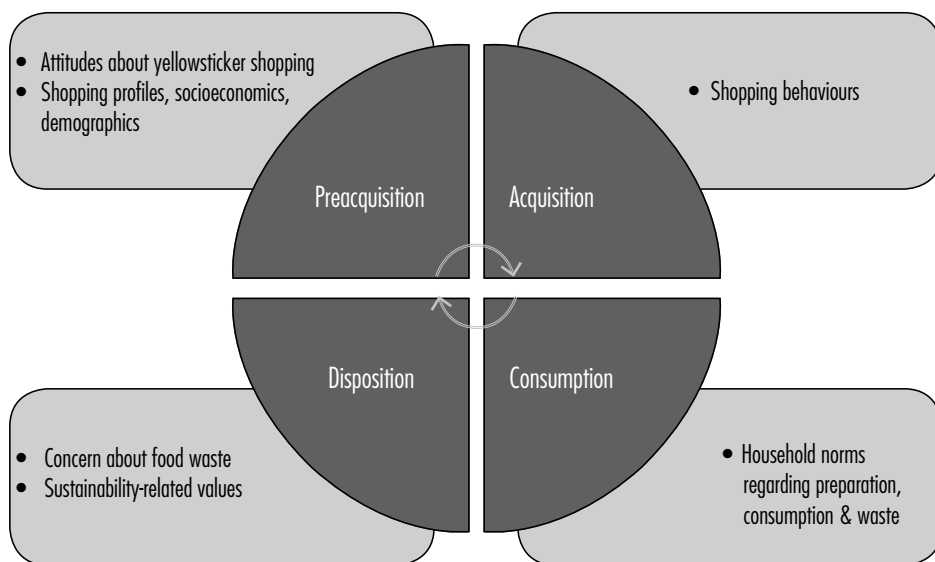 • Attitudes about yellowsticker shopping
• Shopping profiles, socioeconomics,
demographics
• Shopping behaviours
Preacquisition
Acquisition
Disposition
Consumption
• Concern about food waste
• Sustainability-related values
• Household norms
regarding preparation,
consumption & waste